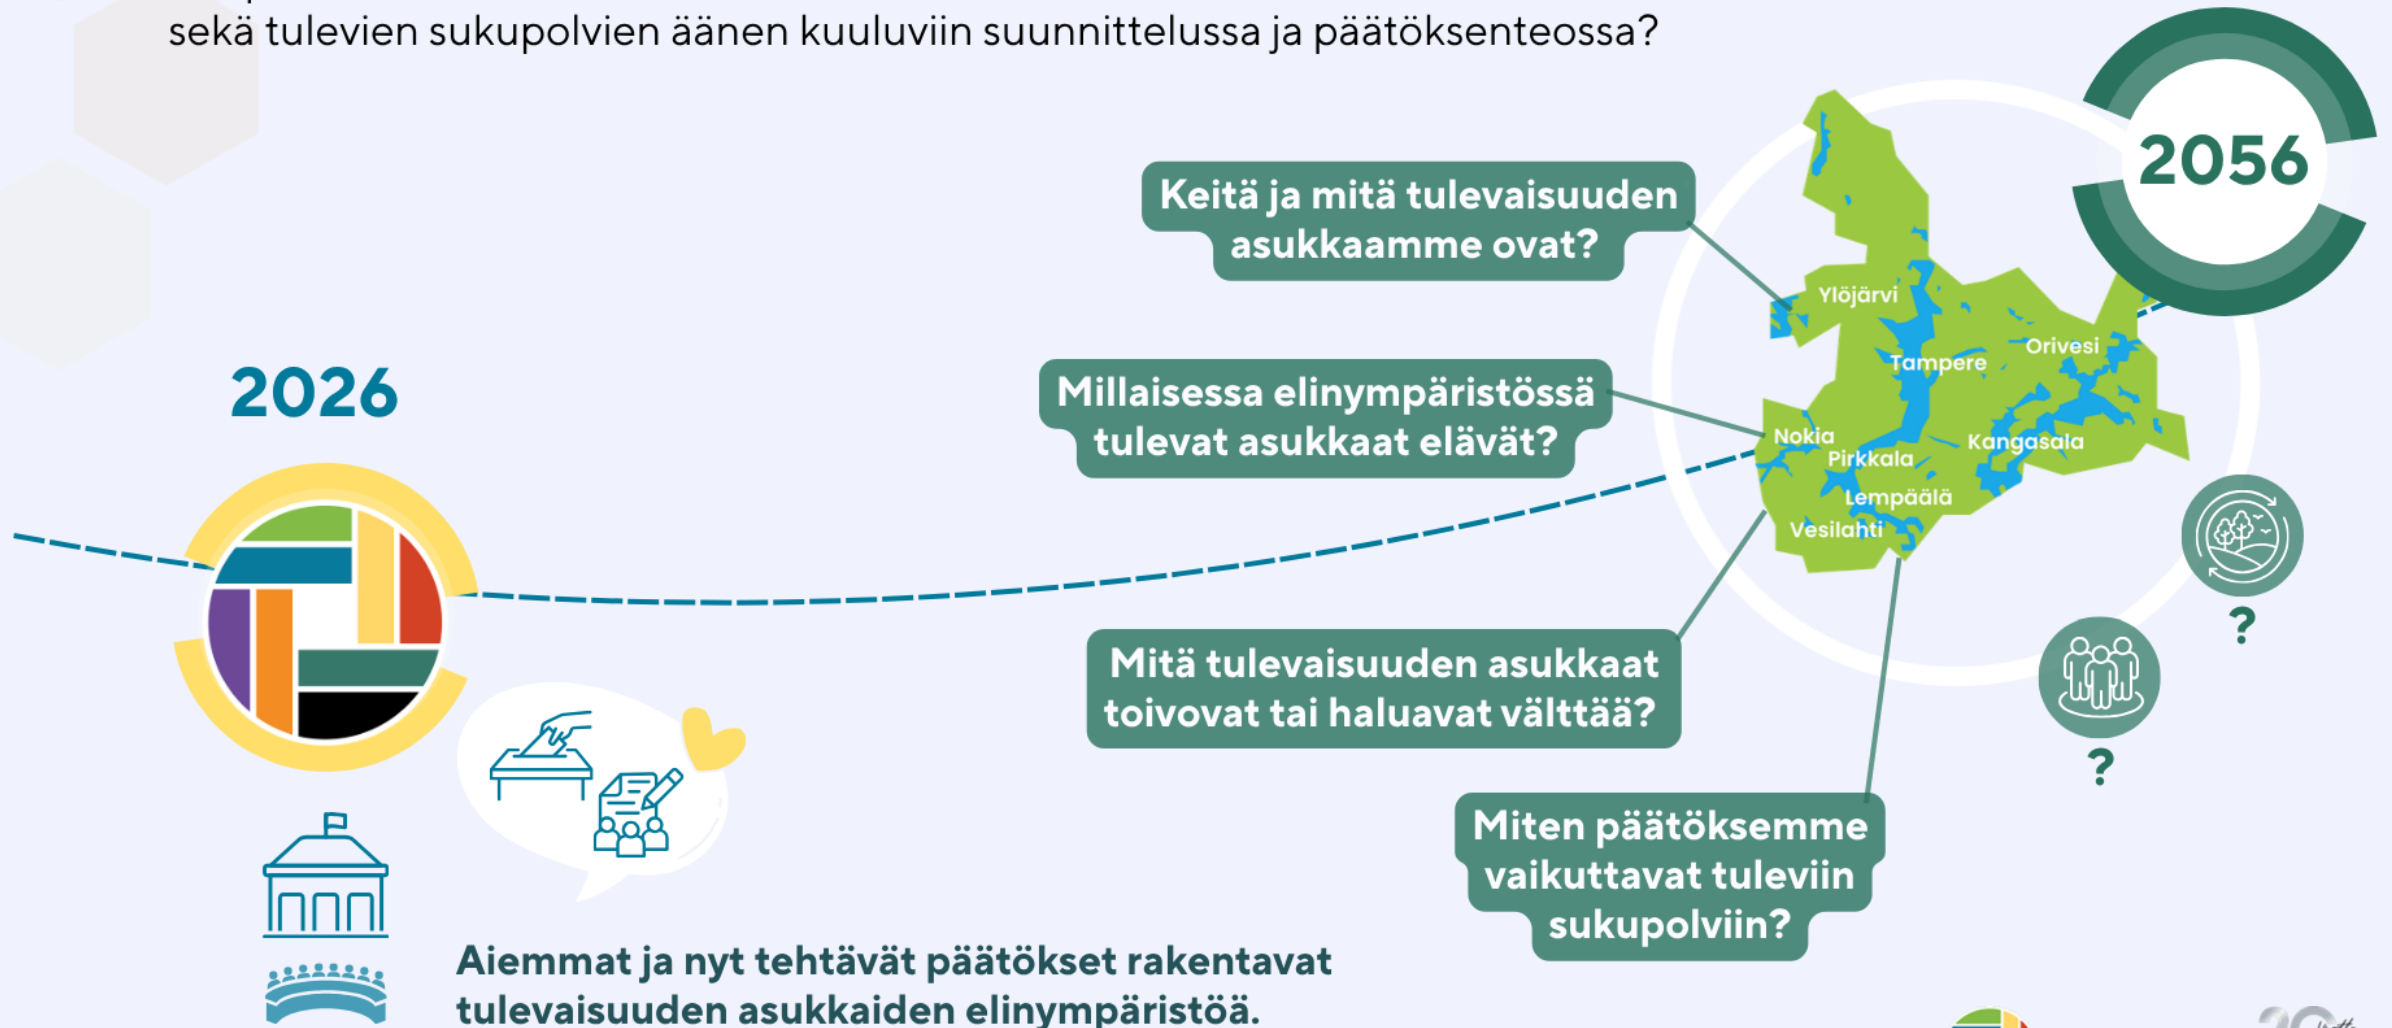 sekä tulevien sukupolvien äänen kuuluviin suunnittelussa ja päätöksenteossa?
2056
Keitä ja mitä tulevaisuuden
asukkaamme ovat?
Ylöjärvi
Orivesi
Tampere
2026
Millaisessa elinympäristössä
tulevat asukkaat elävät?
Nokia
Kangasala
Pirkkala
Lempäälä
Vesilahti
?
Mitä tulevaisuuden asukkaat
toivovat tai haluavat välttää?
?
Miten päätöksemme
vaikuttavat tuleviin
sukupolviin?
Aiemmat ja nyt tehtävät päätökset rakentavat
tulevaisuuden asukkaiden elinympäristöä.